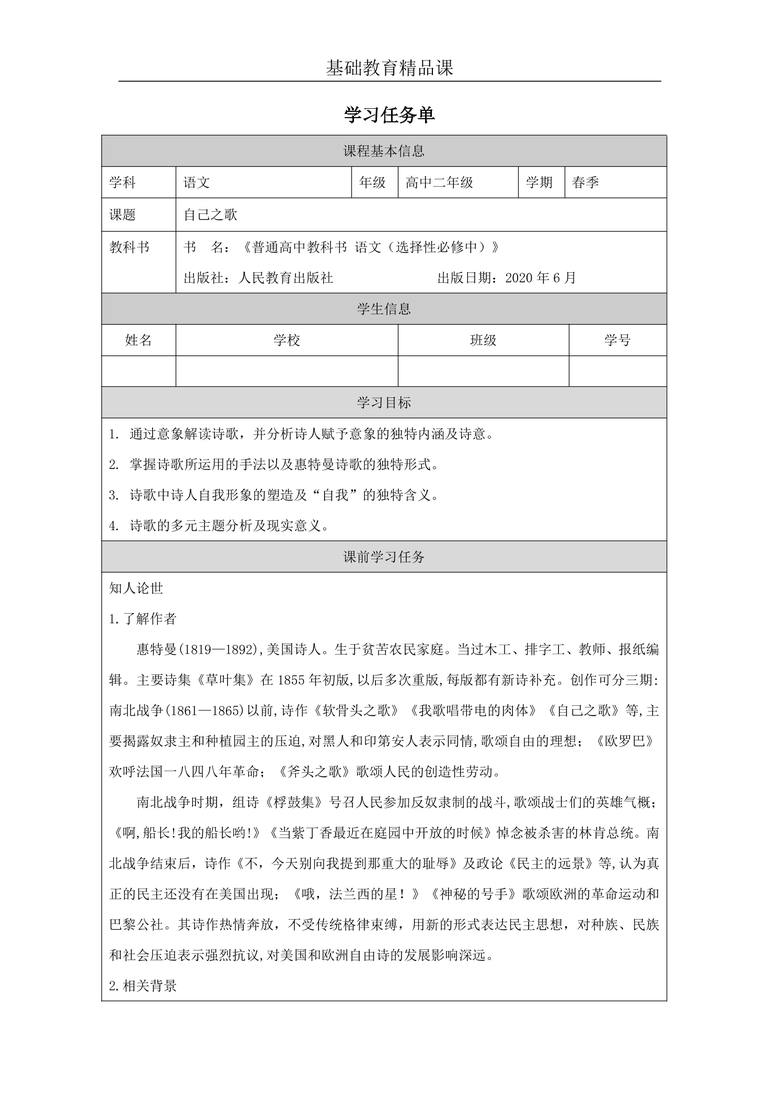 基础教育精品课
学习任务单
课程基本信息
学科 语文 年级 高中二年级 学期 春季
课题 自己之歌
教科书 书 名：《普通高中教科书 语文（选择性必修中）》
出版社：人民教育出版社 出版日期：2020 年 6 月
学生信息
姓名 学校 班级 学号
学习目标
1. 通过意象解读诗歌，并分析诗人赋予意象的独特内涵及诗意。
2. 掌握诗歌所运用的手法以及惠特曼诗歌的独特形式。
3. 诗歌中诗人自我形象的塑造及“自我”的独特含义。
4. 诗歌的多元主题分析及现实意义。
课前学习任务
知人论世
1.了解作者
惠特曼(1819—1892),美国诗人。生于贫苦农民家庭。当过木工、排字工、教师、报纸编
辑。主要诗集《草叶集》在 1855 年初版,以后多次重版,每版都有新诗补充。创作可分三期:
南北战争(1861—1865)以前,诗作《软骨头之歌》《我歌唱带电的肉体》《自己之歌》等,主
要揭露奴隶主和种植园主的压迫,对黑人和印第安人表示同情,歌颂自由的理想；《欧罗巴》
欢呼法国一八四八年革命；《斧头之歌》歌颂人民的创造性劳动。
南北战争时期，组诗《桴鼓集》号召人民参加反奴隶制的战斗,歌颂战士们的英雄气概；
《啊,船长!我的船长哟!》《当紫丁香最近在庭园中开放的时候》悼念被杀害的林肯总统。南
北战争结束后，诗作《不，今天别向我提到那重大的耻辱》及政论《民主的远景》等,认为真
正的民主还没有在美国出现；《哦，法兰西的星！》《神秘的号手》歌颂欧洲的革命运动和
巴黎公社。其诗作热情奔放，不受传统格律束缚，用新的形式表达民主思想，对种族、民族
和社会压迫表示强烈抗议,对美国和欧洲自由诗的发展影响深远。
2.相关背景